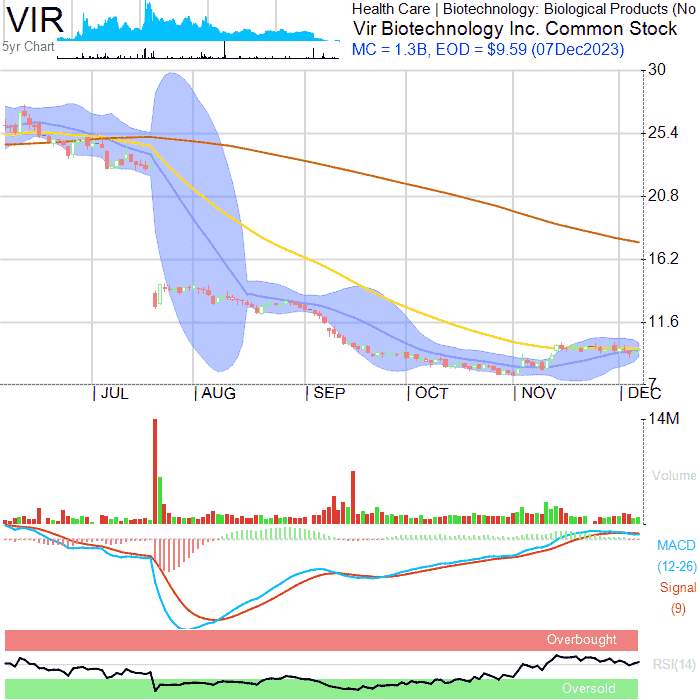 VIR
5yr Chart
Health Care | Biotechnology: Biological Products (No
Vir Biotechnology Inc. Common Stock
MC = 1.3B, EOD = $9.59 (07Dec2023)
30
25.4
20.8
16.2
11.6
7
| JUL | AUG | SEP | OCT | NOV | DEC
14M
Volume
MACD
(12-26)
Signal
(9)
Overbought
RSI(14)
Oversold